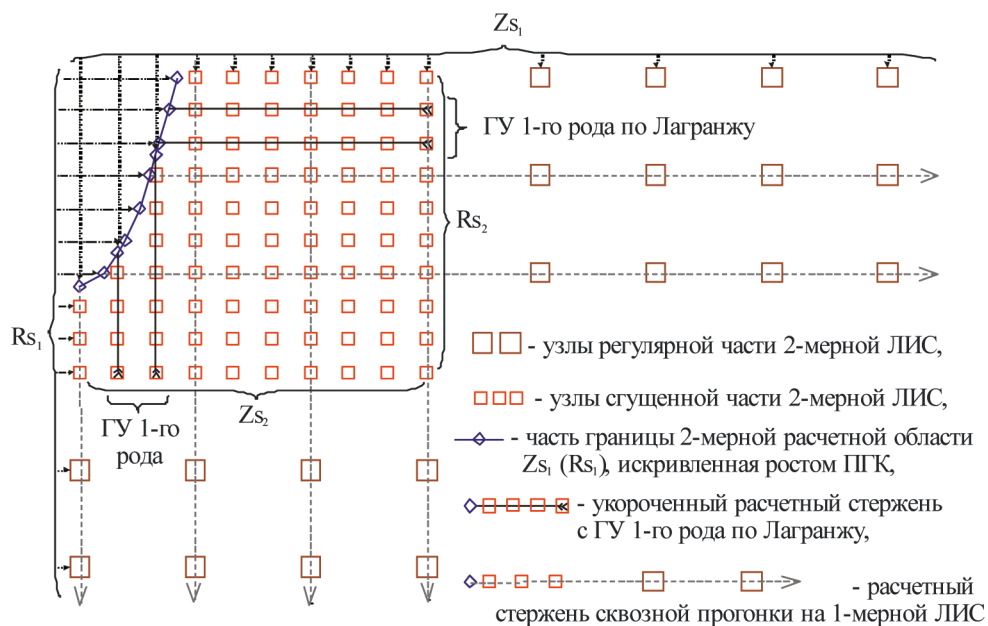 Zs₁
ГУ 1-го рода по Лагранжу
Rs₂
Rs₁
Zs₂
ГУ 1-го
рода
- узлы регулярной части 2-мерной ЛИС,
- узлы сгущенной части 2-мерной ЛИС,
- часть границы 2-мерной расчетной области
Zs₁ (Rs₁), искривленная ростом ПГК,
- укороченный расчетный стержень
с ГУ 1-го рода по Лагранжу,
- расчетный
стержень сквозной прогонки на 1-мерной ЛИС